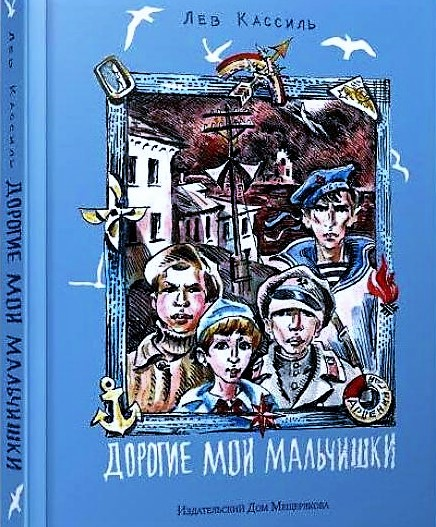 Лев Кассиль
ДОРОГИЕ МОИ МАЛЬЧИШКИ
Лев Кассиль
ДОРОГИЕ МОИ МАЛЬЧИШКИ
Издательский Дом Мещерякова